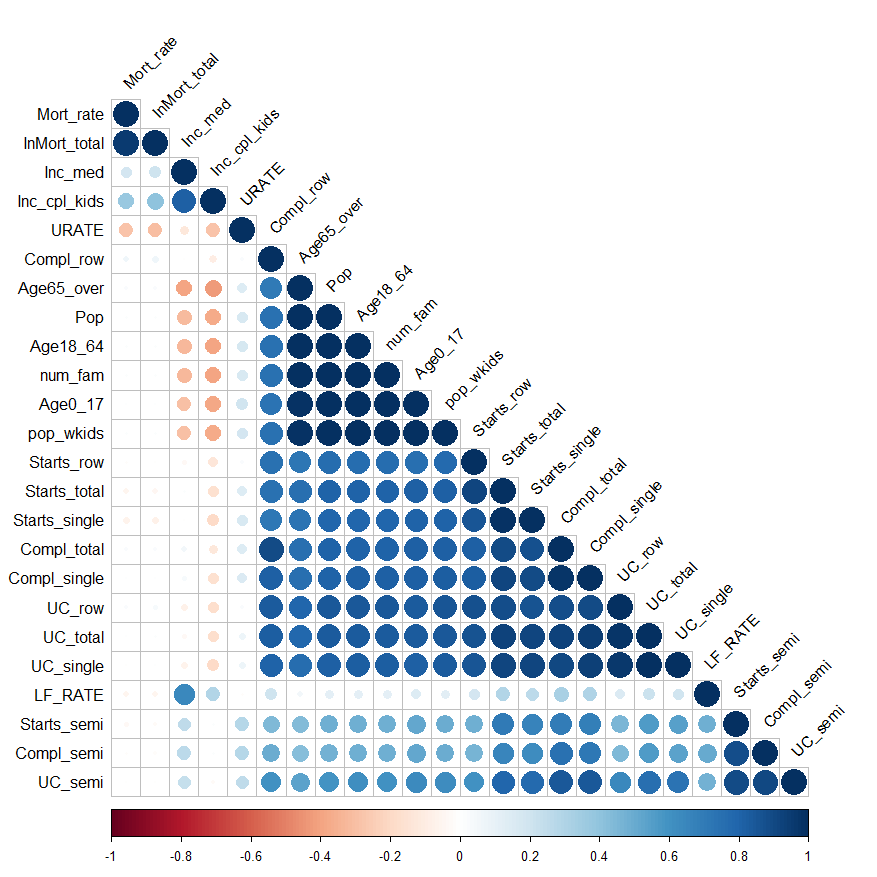 Mort_rate
InMort_total
Inc_med
Inc_cpl_kids
URATE
Compl_row
Age65_over
Pop
Age18_64
num_fam
Age0_17
pop_wkids
Starts_row
Starts_total
Starts_single
Compl_total
Compl_single
UC_row
UC_total
UC_single
LF_RATE
Starts_semi
Compl_semi
UC_semi
Mort_rate
InMort_total
Inc_med
Inc_cpl_kids
URATE
Compl_row
Age65_over
Pop
Age18_64
num_fam
Age0_17
pop_wkids
Starts_row
Starts_total
Starts_single
Compl_total
Compl_single
UC_row
UC_total
UC_single
LF_RATE
Starts_semi
Compl_semi
UC_semi
-1 -0.8 -0.6 -0.4 -0.2 0 0.2 0.4 0.6 0.8 1